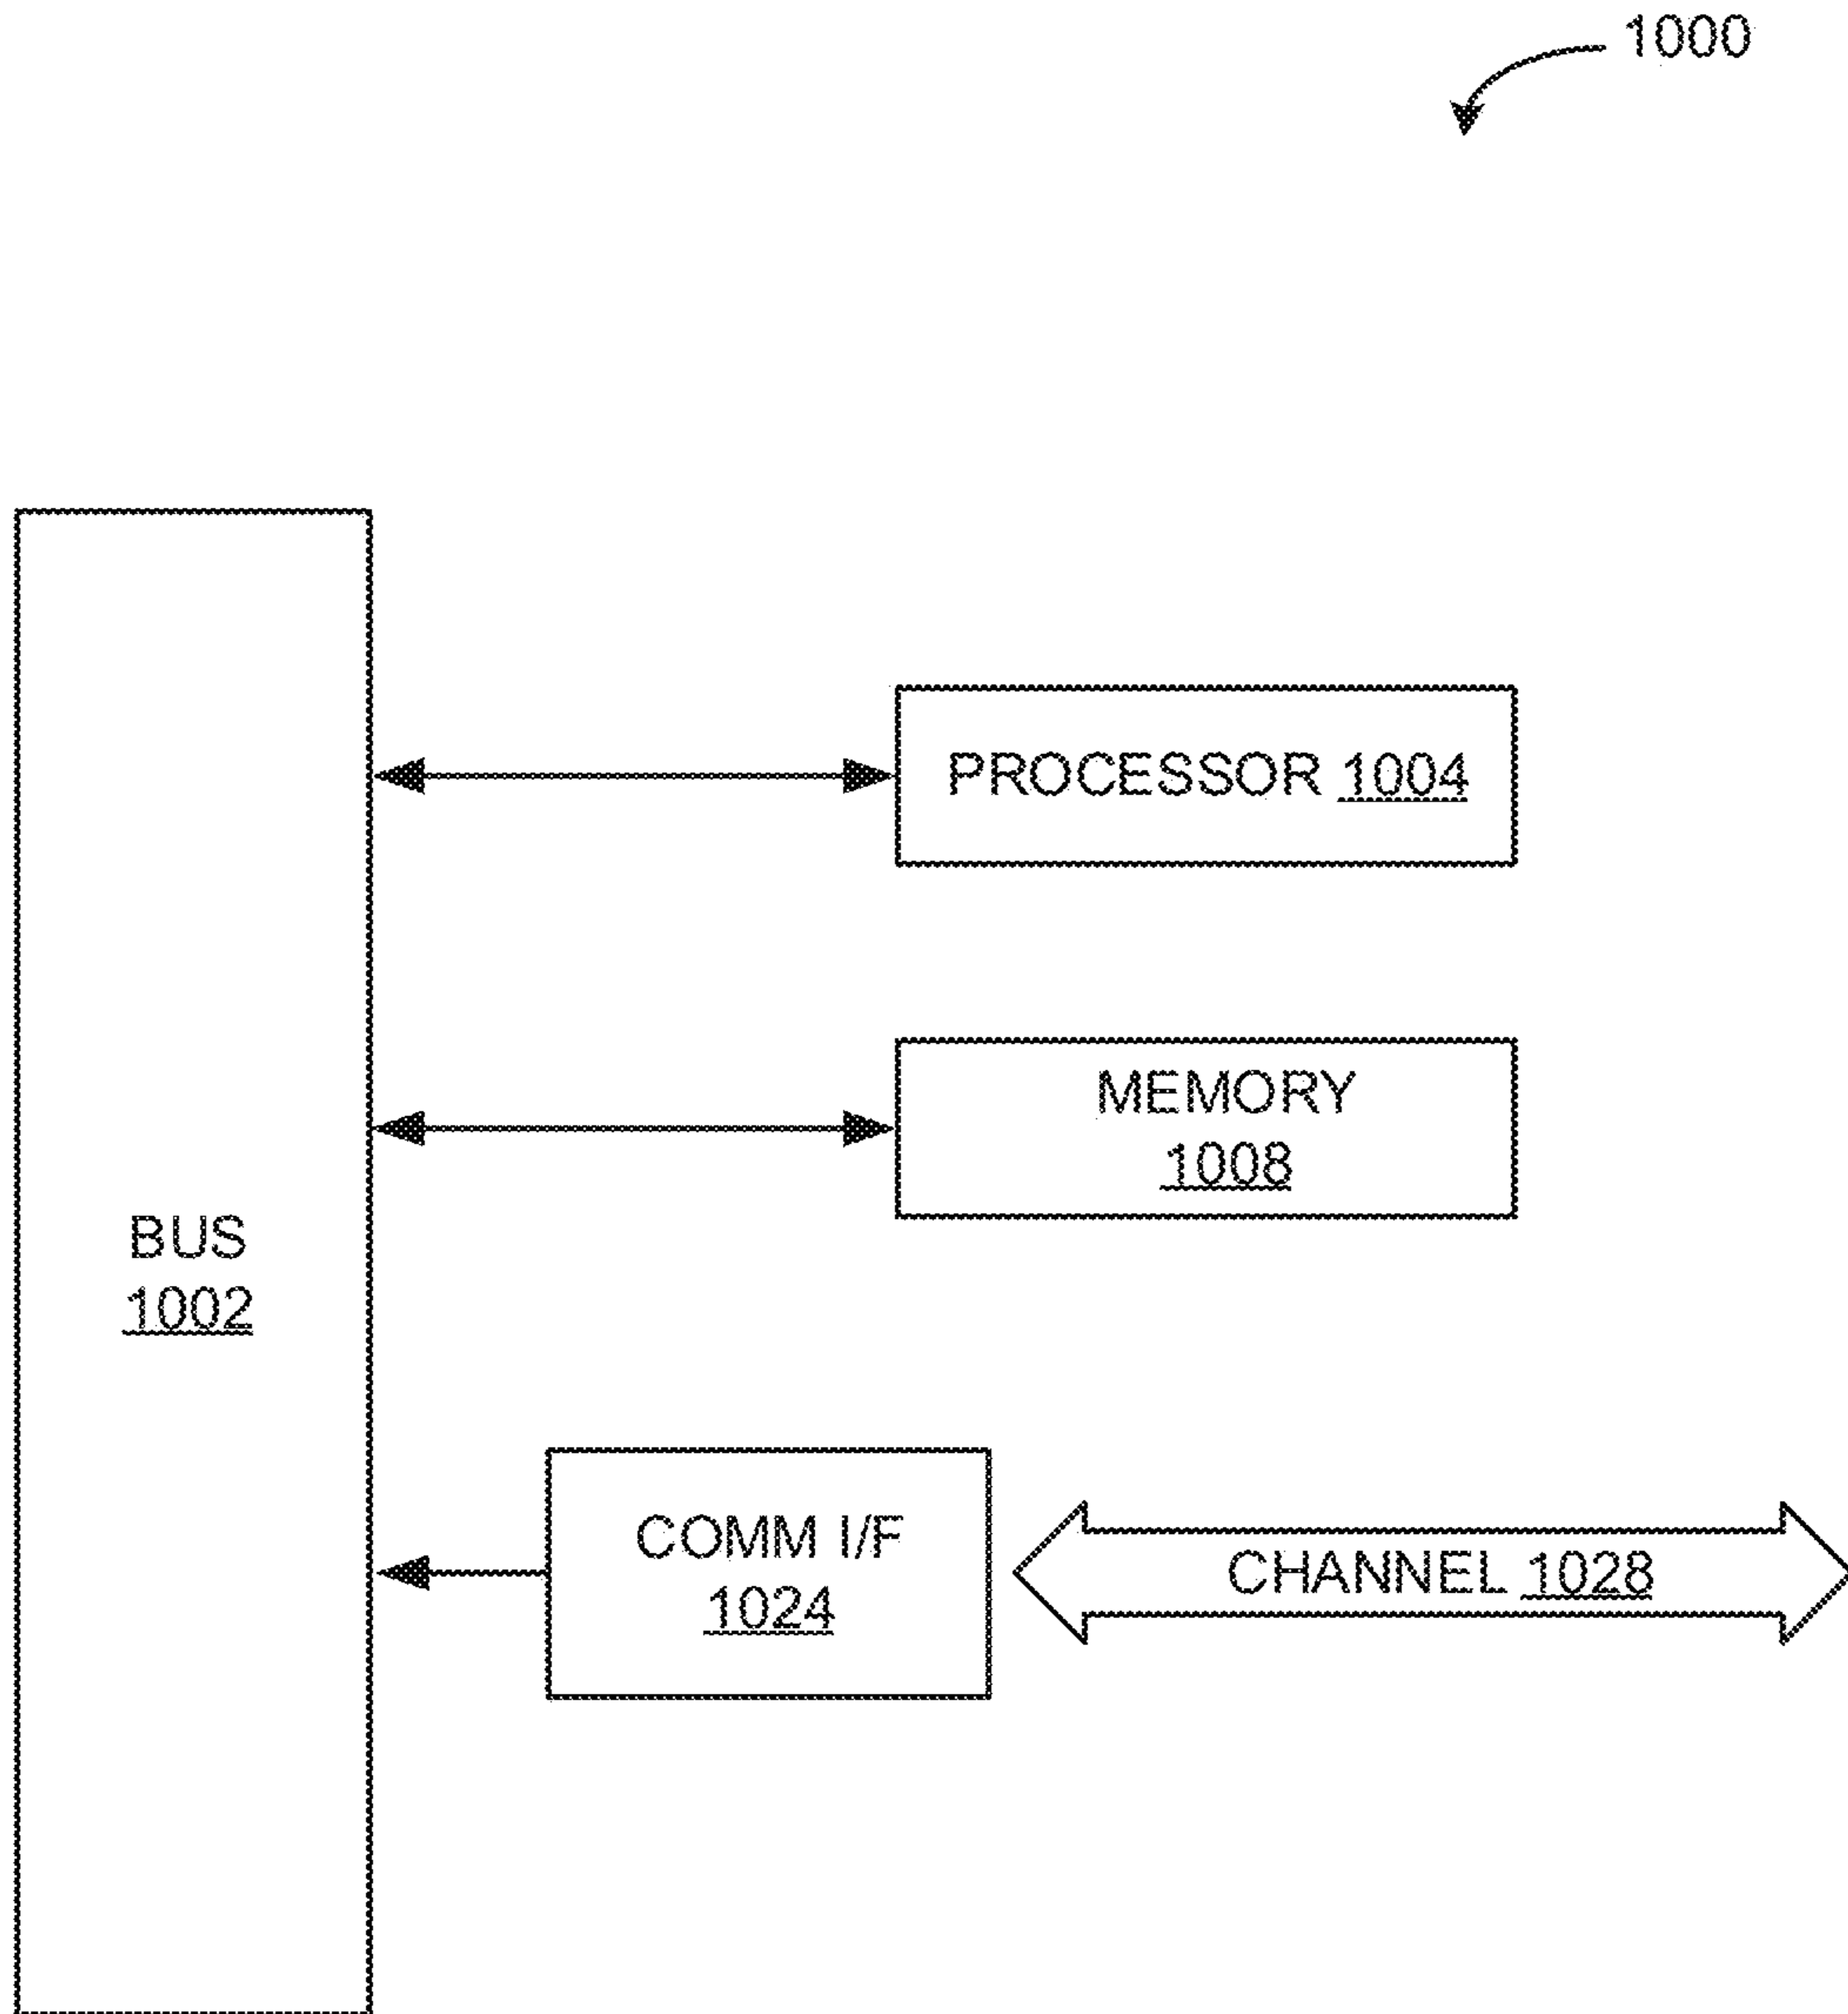 1000
PROCESSOR 1004
MEMORY
1008
BUS
1002
COMM I/F
1024
CHANNEL 1028